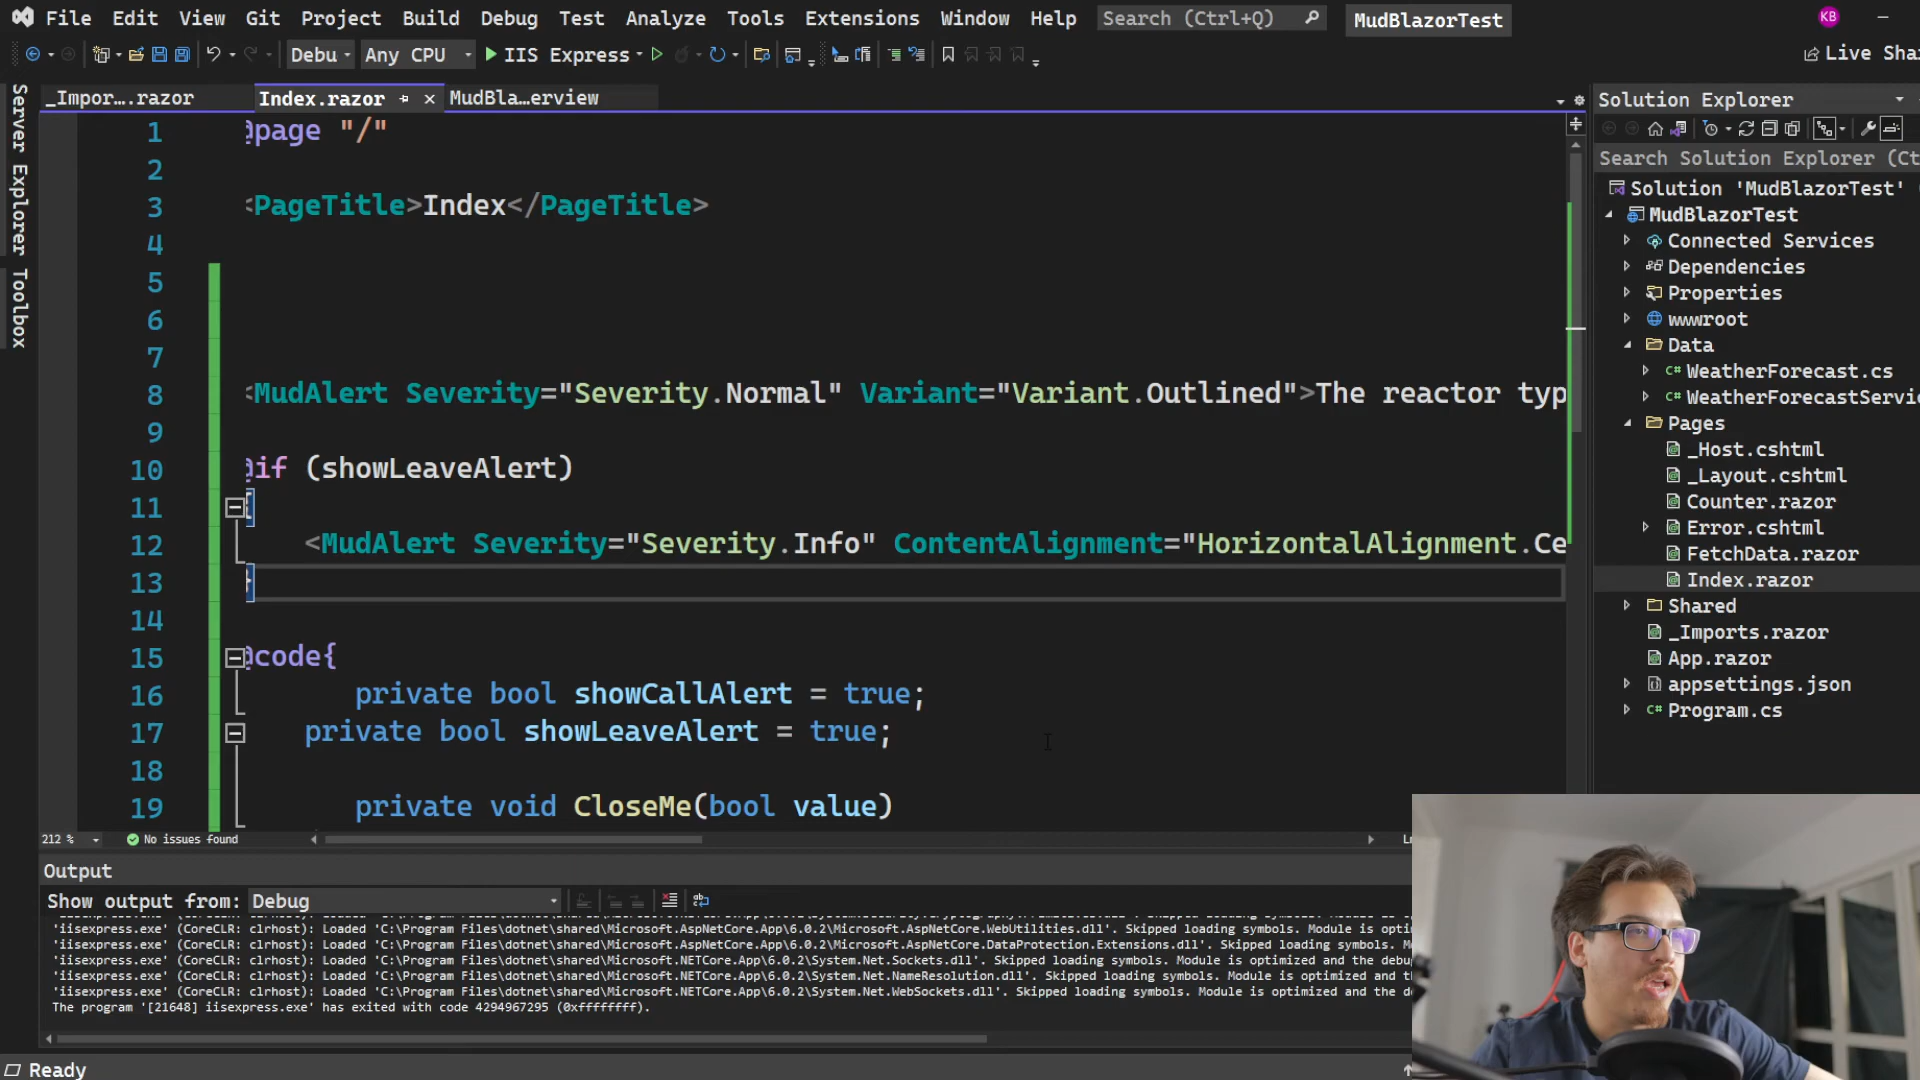 File Edit View Git Project Build Debug Test Analyze Tools Extensions Window Help Search (Ctrl+Q) MudBlazorTest KB
Debu Any CPU IIS Express Live Sha
_Impor….razor Index.razor MudBla…erview
Server Explorer
Toolbox
1 @page "/"
2
3 <PageTitle>Index</PageTitle>
4
5
6
7
8 <MudAlert Severity="Severity.Normal" Variant="Variant.Outlined">The reactor typ
9
10 @if (showLeaveAlert)
11 {
12 <MudAlert Severity="Severity.Info" ContentAlignment="HorizontalAlignment.Ce
13 }
14
15 @code{
16 private bool showCallAlert = true;
17 private bool showLeaveAlert = true;
18
19 private void CloseMe(bool value)
212 % No issues found L
Solution Explorer
Search Solution Explorer (Ct
Solution 'MudBlazorTest' (
MudBlazorTest
Connected Services
Dependencies
Properties
wwwroot
Data
C# WeatherForecast.cs
C# WeatherForecastServi
Pages
_Host.cshtml
_Layout.cshtml
Counter.razor
Error.cshtml
FetchData.razor
Index.razor
Shared
_Imports.razor
App.razor
appsettings.json
C# Program.cs
Output
Show output from: Debug
'iisexpress.exe' (CoreCLR: clrhost): Loaded 'C:\Program Files\dotnet\shared\Microsoft.AspNetCore.App\6.0.2\Microsoft.AspNetCore.WebUtilities.dll'. Skipped loading symbols. Module is opti
'iisexpress.exe' (CoreCLR: clrhost): Loaded 'C:\Program Files\dotnet\shared\Microsoft.AspNetCore.App\6.0.2\Microsoft.AspNetCore.DataProtection.Extensions.dll'. Skipped loading symbols. M
'iisexpress.exe' (CoreCLR: clrhost): Loaded 'C:\Program Files\dotnet\shared\Microsoft.NETCore.App\6.0.2\System.Net.Sockets.dll'. Skipped loading symbols. Module is optimized and the debu
'iisexpress.exe' (CoreCLR: clrhost): Loaded 'C:\Program Files\dotnet\shared\Microsoft.NETCore.App\6.0.2\System.Net.NameResolution.dll'. Skipped loading symbols. Module is optimized and th
'iisexpress.exe' (CoreCLR: clrhost): Loaded 'C:\Program Files\dotnet\shared\Microsoft.NETCore.App\6.0.2\System.Net.WebSockets.dll'. Skipped loading symbols. Module is optimized and the d
The program '[21648] iisexpress.exe' has exited with code 4294967295 (0xffffffff).
Ready